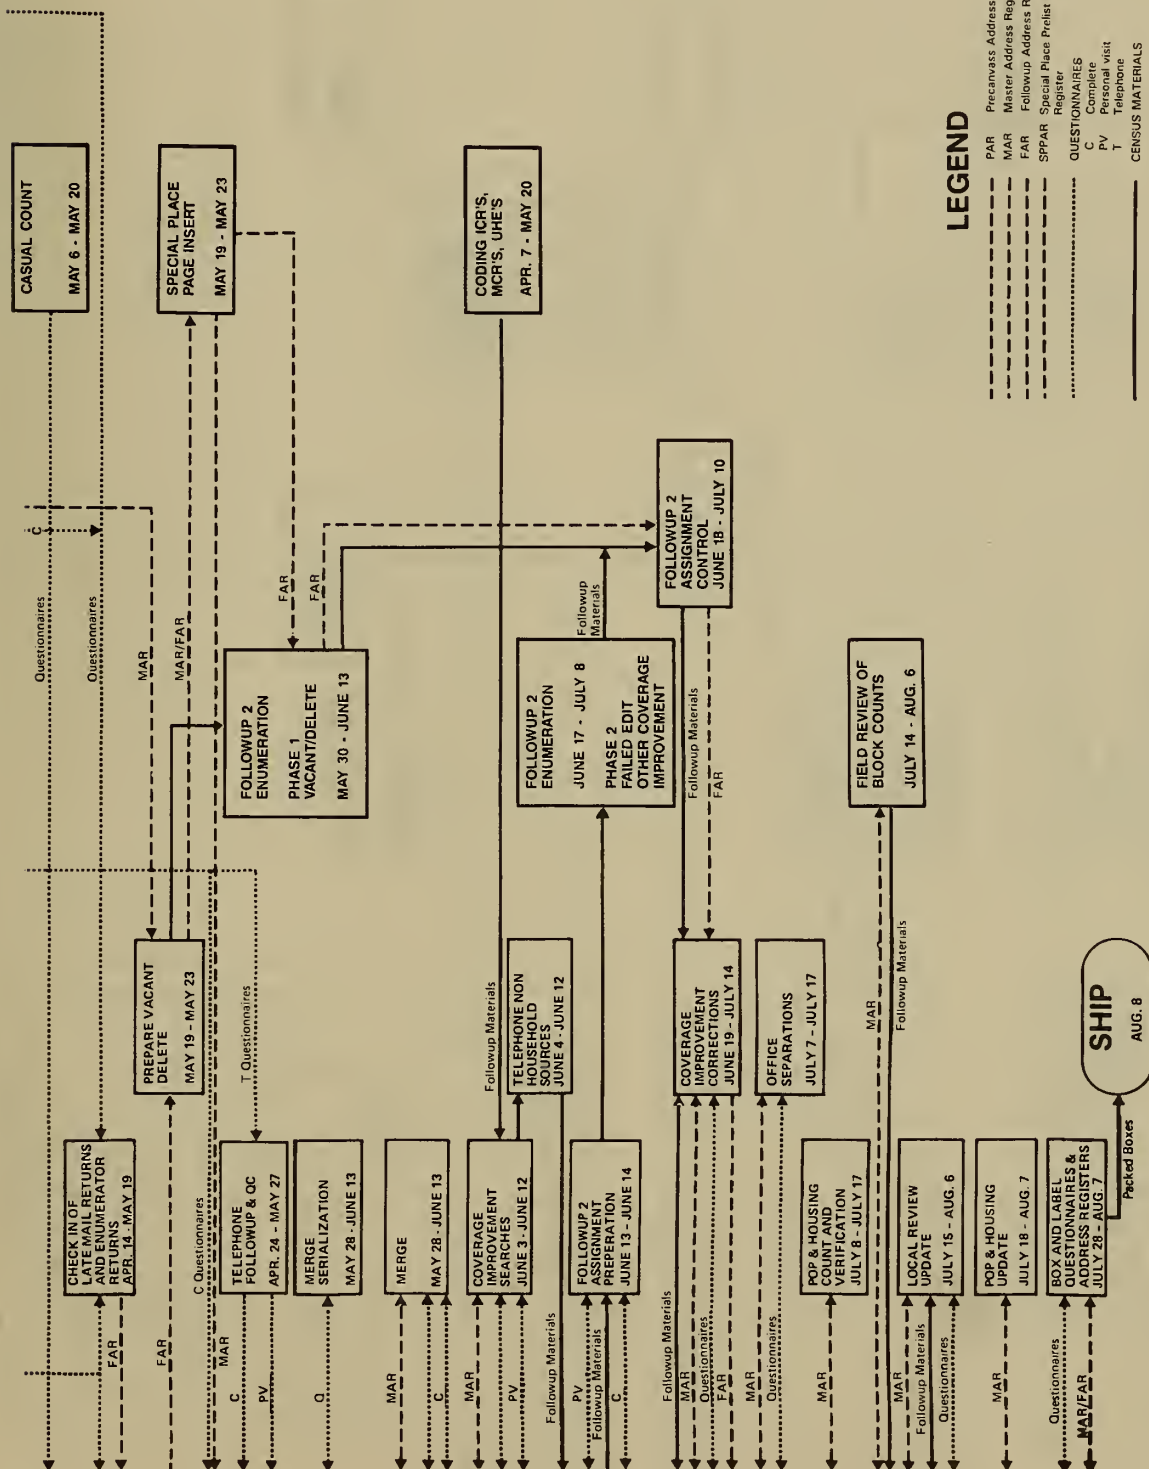 CASUAL COUNT
MAY 6 - MAY 20
SPECIAL PLACE
PAGE INSERT
MAY 19 - MAY 23
CODING ICR'S,
MCR'S, UHE'S
APR. 7 - MAY 20
LEGEND
PAR Precanvass Address
MAR Master Address Reg
FAR Followup Address R
SPPAR Special Place Prelist
Register
QUESTIONNAIRES
C Complete
PV Personal visit
T Telephone
CENSUS MATERIALS
Questionnaires
C
Questionnaires
MAR
MAR/FAR
FAR
FAR
FOLLOWUP 2
ENUMERATION
PHASE 1
VACANT/DELETE
MAY 30 - JUNE 13
FOLLOWUP 2
ENUMERATION
JUNE 17 - JULY 8
PHASE 2
FAILED EDIT
OTHER COVERAGE
IMPROVEMENT
Followup
Materials
FOLLOWUP 2
ASSIGNMENT
CONTROL
JUNE 18 - JULY 10
Followup Materials
FAR
FIELD REVIEW OF
BLOCK COUNTS
JULY 14 - AUG. 6
PREPARE VACANT
DELETE
MAY 19 - MAY 23
T Questionnaires
Followup Materials
TELEPHONE NON
HOUSEHOLD
SOURCES
JUNE 4 - JUNE 12
COVERAGE
IMPROVEMENT
CORRECTIONS
JUNE 19 - JULY 14
OFFICE
SEPARATIONS
JULY 7 - JULY 17
MAR
Followup Materials
SHIP
AUG. 8
CHECK IN OF
LATE MAIL RETURNS
AND ENUMERATOR
RETURNS
APR. 14 - MAY 19
C Questionnaires
TELEPHONE
FOLLOWUP & QC
APR. 24 - MAY 27
MERGE
SERIALIZATION
MAY 28 - JUNE 13
MERGE
MAY 28 - JUNE 13
COVERAGE
IMPROVEMENT
SEARCHES
JUNE 3 - JUNE 12
FOLLOWUP 2
ASSIGNMENT
PREPERATION
JUNE 13 - JUNE 14
POP & HOUSING
COUNT AND
VERIFICATION
JULY 8 - JULY 17
LOCAL REVIEW
UPDATE
JULY 15 - AUG. 6
POP & HOUSING
UPDATE
JULY 18 - AUG. 7
BOX AND LABEL
QUESTIONNAIRES &
ADDRESS REGISTERS
JULY 28 - AUG. 7
Packed Boxes
FAR
FAR
MAR
C
PV
Q
MAR
C
MAR
PV
Followup Materials
PV
Followup Materials
C
Followup Materials
MAR
Questionnaires
FAR
MAR
Questionnaires
MAR
MAR
Followup Materials
Questionnaires
MAR
Questionnaires
MAR/FAR